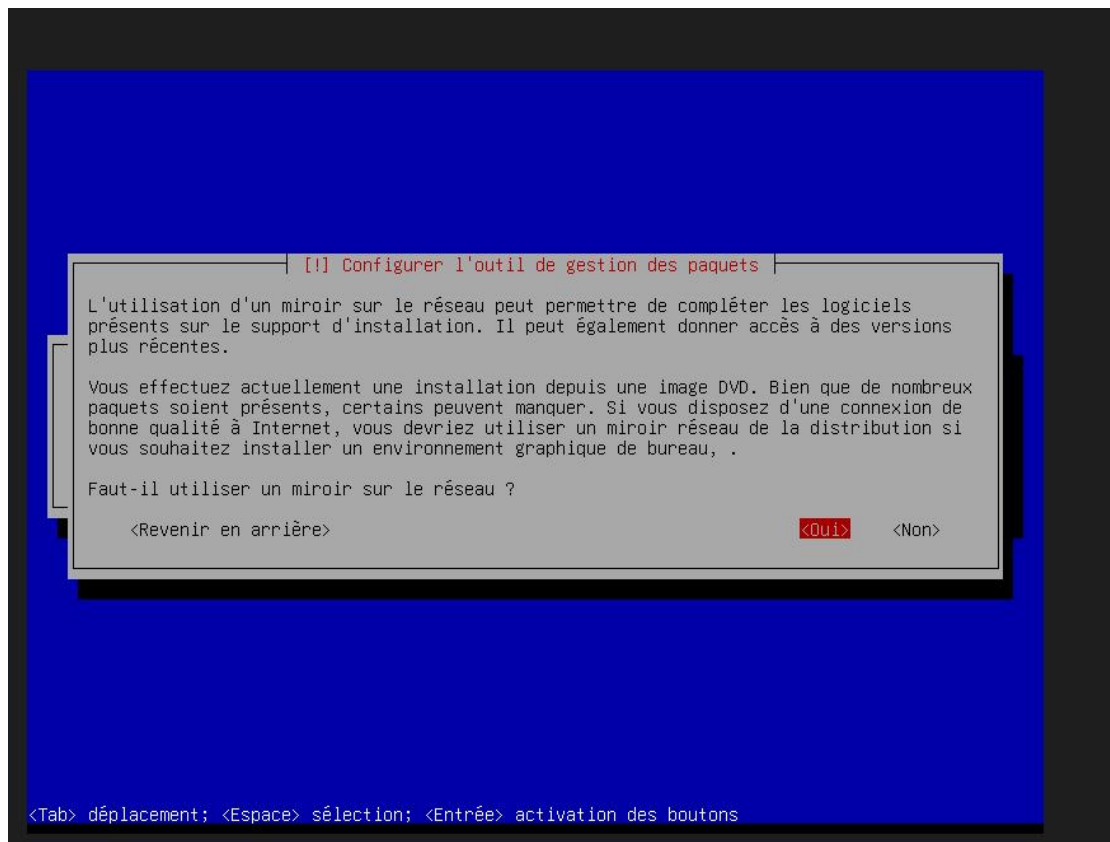 [!] Configurer l'outil de gestion des paquets
L'utilisation d'un miroir sur le réseau peut permettre de compléter les logiciels
présents sur le support d'installation. Il peut également donner accès à des versions
plus récentes.
Vous effectuez actuellement une installation depuis une image DVD. Bien que de nombreux
paquets soient présents, certains peuvent manquer. Si vous disposez d'une connexion de
bonne qualité à Internet, vous devriez utiliser un miroir réseau de la distribution si
vous souhaitez installer un environnement graphique de bureau, .
Faut-il utiliser un miroir sur le réseau ?
<Revenir en arrière> <Oui> <Non>
<Tab> déplacement; <Espace> sélection; <Entrée> activation des boutons